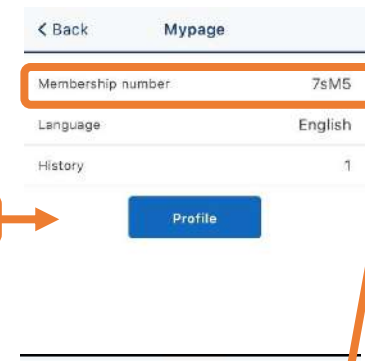 < Back Mypage
Membership number 7sM5
Language English
History 1
Profile